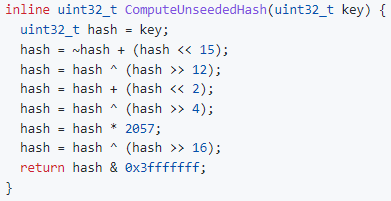 inline uint32_t ComputeUnseededHash(uint32_t key) {
  uint32_t hash = key;
  hash = ~hash + (hash << 15);
  hash = hash ^ (hash >> 12);
  hash = hash + (hash << 2);
  hash = hash ^ (hash >> 4);
  hash = hash * 2057;
  hash = hash ^ (hash >> 16);
  return hash & 0x3fffffff;
}